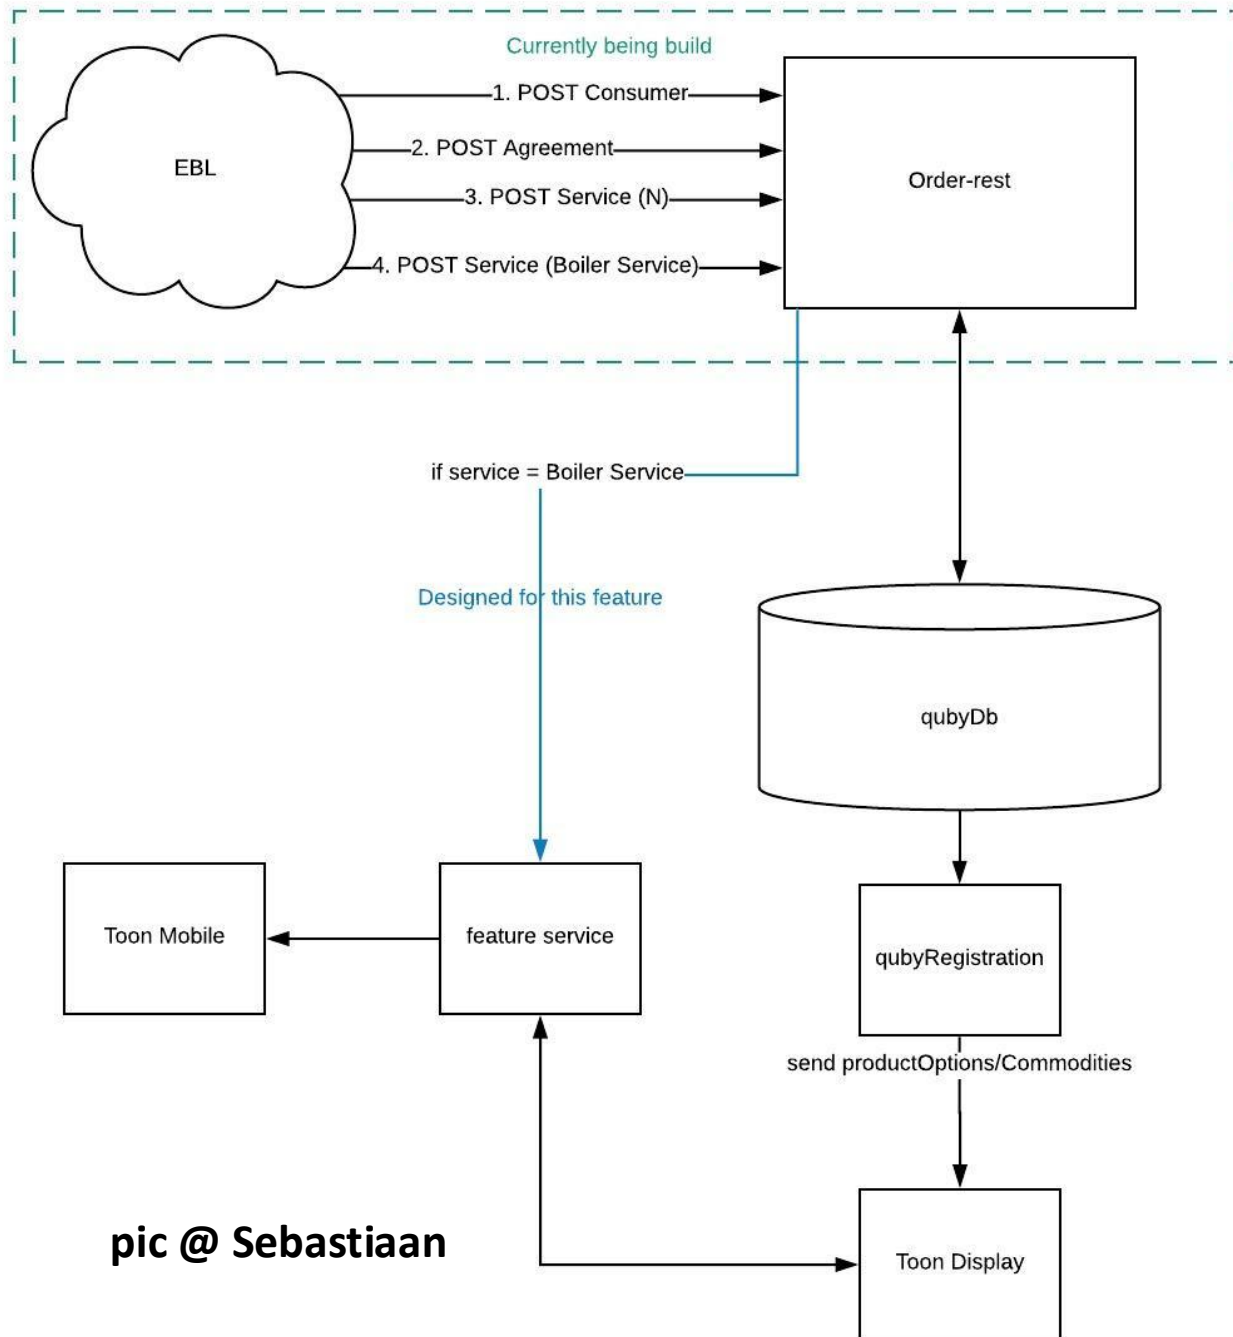 Currently being build
1. POST Consumer
EBL
2. POST Agreement
Order-rest
3. POST Service (N)
4. POST Service (Boiler Service)
if service = Boiler Service
Designed for this feature
qubyDb
Toon Mobile
feature service
qubyRegistration
send productOptions/Commodities
pic @ Sebastiaan
Toon Display